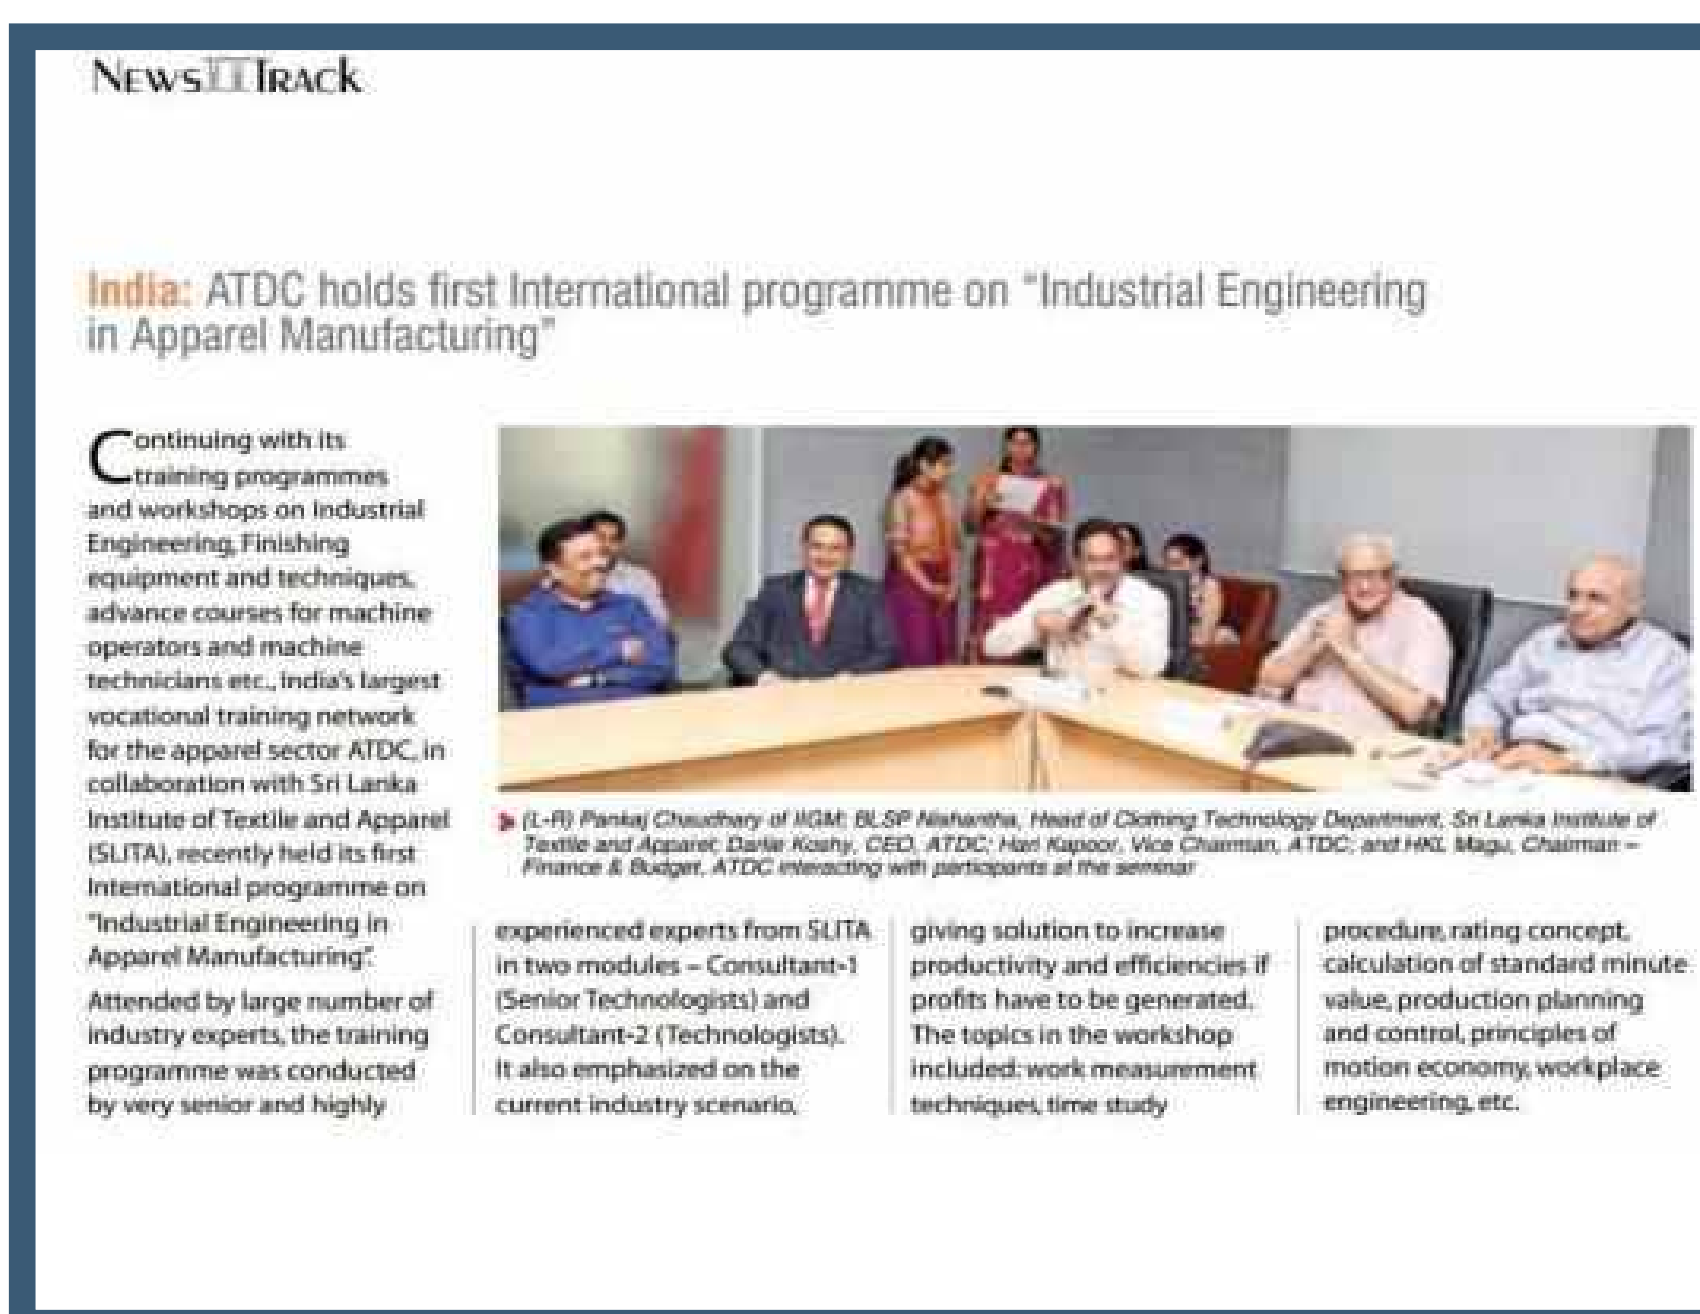 NEWS TRACK
India: ATDC holds first International programme on “Industrial Engineering
in Apparel Manufacturing”
Continuing with its
training programmes
and workshops on Industrial
Engineering, Finishing
equipment and techniques,
advance courses for machine
operators and machine
technicians etc., India's largest
vocational training network
for the apparel sector ATDC, in
collaboration with Sri Lanka
Institute of Textile and Apparel
(SLITA), recently held its first
International programme on
“Industrial Engineering in
Apparel Manufacturing”.
Attended by large number of
industry experts, the training
programme was conducted
by very senior and highly
(L-R) Pankaj Chaudhary of IIGM; BLSP Nishantha, Head of Clothing Technology Department, Sri Lanka Institute of
Textile and Apparel; Darlie Koshy, CEO, ATDC; Hari Kapoor, Vice Chairman, ATDC; and HKL Magu, Chairman –
Finance & Budget, ATDC interacting with participants at the seminar
experienced experts from SLITA
in two modules – Consultant-1
(Senior Technologists) and
Consultant-2 (Technologists).
It also emphasized on the
current industry scenario,
giving solution to increase
productivity and efficiencies if
profits have to be generated.
The topics in the workshop
included: work measurement
techniques, time study
procedure, rating concept,
calculation of standard minute
value, production planning
and control, principles of
motion economy, workplace
engineering, etc.